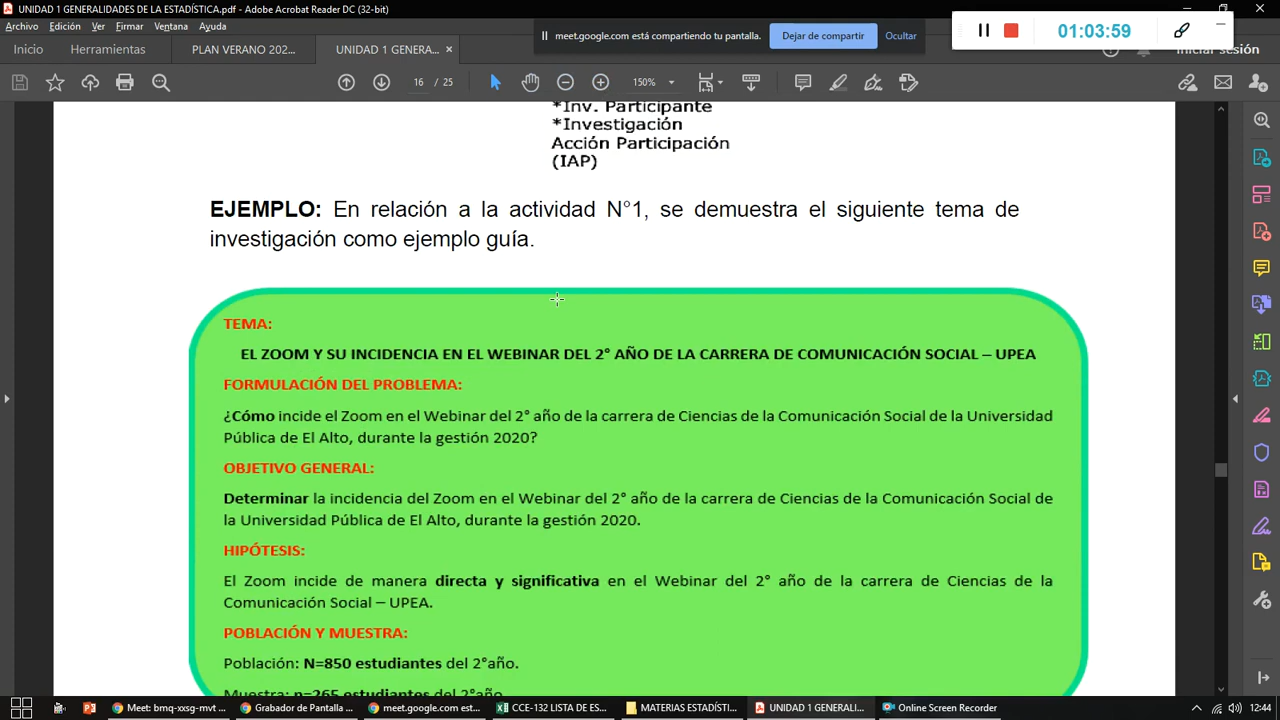 UNIDAD 1 GENERALIDADES DE LA ESTADÍSTICA.pdf - Adobe Acrobat Reader DC (32-bit)
Archivo Edición Ver Firmar Ventana Ayuda
meet.google.com está compartiendo tu pantalla. Dejar de compartir Ocultar
01:03:59
Inicio Herramientas PLAN VERANO 202... UNIDAD 1 GENERA... ×
Iniciar sesión
16 / 25 150%
*Inv. Participante
*Investigación
Acción Participación
(IAP)
EJEMPLO: En relación a la actividad N°1, se demuestra el siguiente tema de
investigación como ejemplo guía.
TEMA:
EL ZOOM Y SU INCIDENCIA EN EL WEBINAR DEL 2° AÑO DE LA CARRERA DE COMUNICACIÓN SOCIAL – UPEA
FORMULACIÓN DEL PROBLEMA:
¿Cómo incide el Zoom en el Webinar del 2° año de la carrera de Ciencias de la Comunicación Social de la Universidad
Pública de El Alto, durante la gestión 2020?
OBJETIVO GENERAL:
Determinar la incidencia del Zoom en el Webinar del 2° año de la carrera de Ciencias de la Comunicación Social de
la Universidad Pública de El Alto, durante la gestión 2020.
HIPÓTESIS:
El Zoom incide de manera directa y significativa en el Webinar del 2° año de la carrera de Ciencias de la
Comunicación Social – UPEA.
POBLACIÓN Y MUESTRA:
Población: N=850 estudiantes del 2°año.
Muestra: n=265 estudiantes del 2°año
Meet: bmq-xxsg-mvt ... Grabador de Pantalla ... meet.google.com est... CCE-132 LISTA DE ES... MATERIAS ESTADÍSTI... UNIDAD 1 GENERALI... Online Screen Recorder 12:44